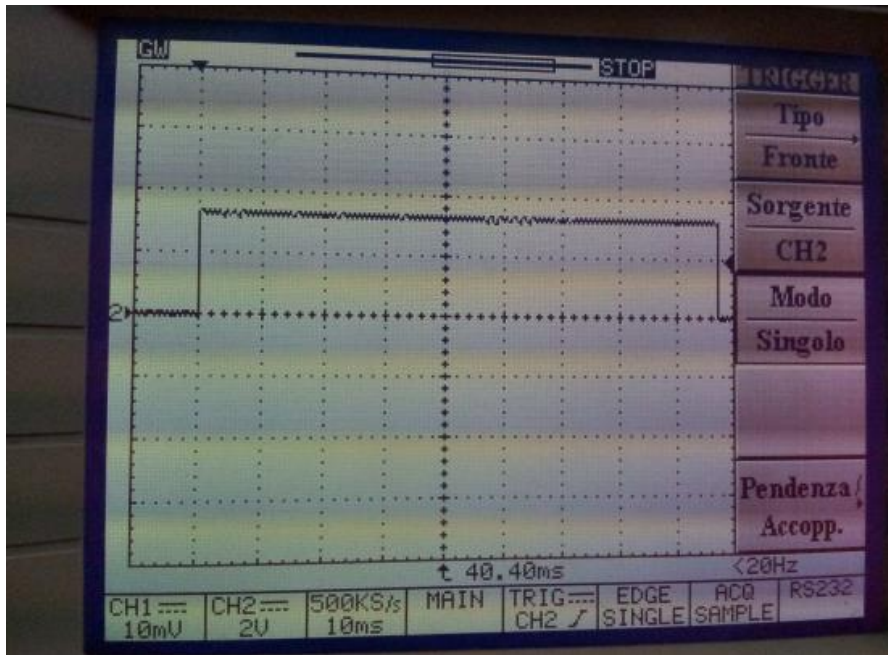 GW
STOP
TRIGGER
Tipo
Fronte
Sorgente
CH2
Modo
Singolo
2
Pendenza
Accopp.
40.40ms
<20Hz
CH1 CH2 500KS/s MAIN TRIG EDGE ACQ RS232
10mV 2V 10ms CH2 SINGLE SAMPLE